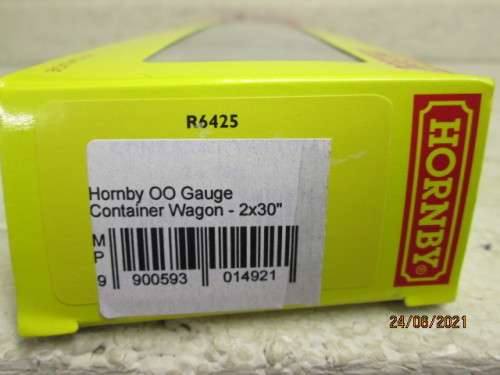 R6425
HORNBY®
Hornby OO Gauge
Container Wagon - 2x30"
M
P
9 900593 014921
24/06/2021